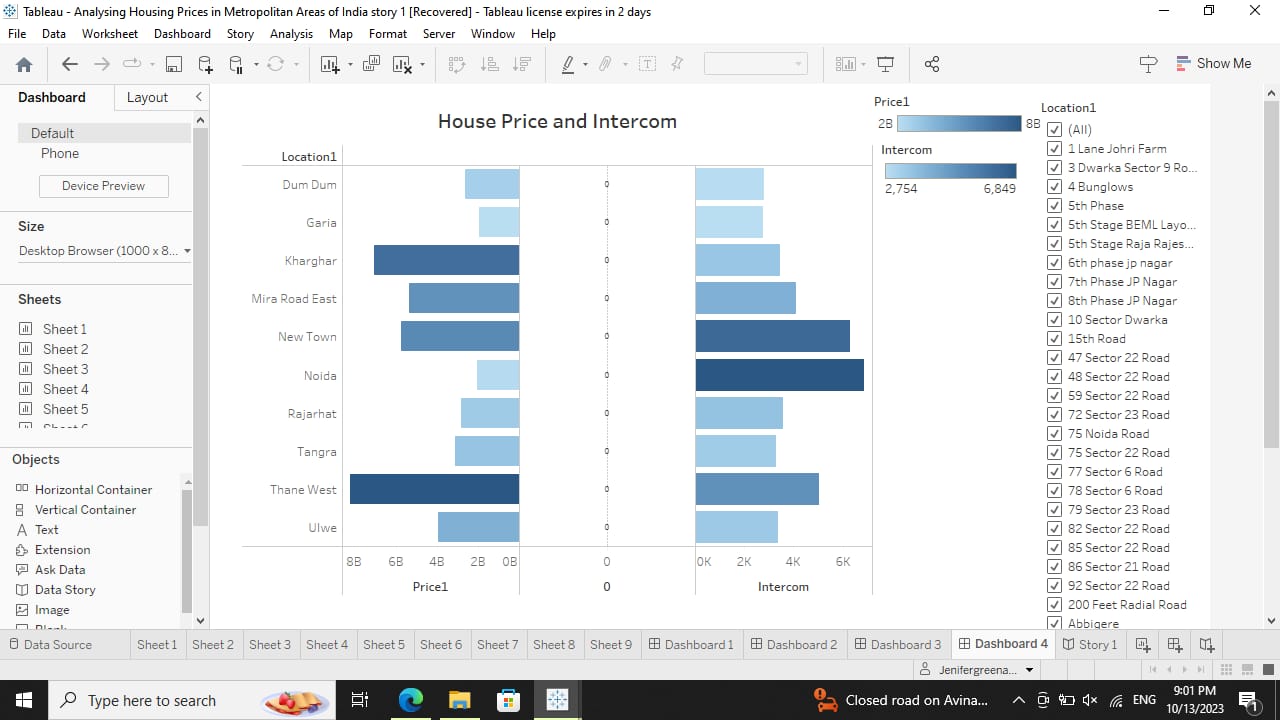 Tableau - Analysing Housing Prices in Metropolitan Areas of India story 1 [Recovered] - Tableau license expires in 2 days
File Data Worksheet Dashboard Story Analysis Map Format Server Window Help
Show Me
Dashboard Layout
Default
Phone
Device Preview
Size
Desktop Browser (1000 x 8...
Sheets
Sheet 1
Sheet 2
Sheet 3
Sheet 4
Sheet 5
Objects
Horizontal Container
Vertical Container
Text
Extension
Ask Data
Data Story
Image
House Price and Intercom
Location1
Dum Dum 0
Garia 0
Kharghar 0
Mira Road East 0
New Town 0
Noida 0
Rajarhat 0
Tangra 0
Thane West 0
Ulwe 0
8B 6B 4B 2B 0B 0 0K 2K 4K 6K
Price1 0 Intercom
Price1
2B 8B
Intercom
2,754 6,849
Location1
(All)
1 Lane Johri Farm
3 Dwarka Sector 9 Ro...
4 Bunglows
5th Phase
5th Stage BEML Layo...
5th Stage Raja Rajes...
6th phase jp nagar
7th Phase JP Nagar
8th Phase JP Nagar
10 Sector Dwarka
15th Road
47 Sector 22 Road
48 Sector 22 Road
59 Sector 22 Road
72 Sector 23 Road
75 Noida Road
75 Sector 22 Road
77 Sector 6 Road
78 Sector 6 Road
79 Sector 23 Road
82 Sector 22 Road
85 Sector 22 Road
86 Sector 21 Road
92 Sector 22 Road
200 Feet Radial Road
Abbigere
Data Source Sheet 1 Sheet 2 Sheet 3 Sheet 4 Sheet 5 Sheet 6 Sheet 7 Sheet 8 Sheet 9 Dashboard 1 Dashboard 2 Dashboard 3 Dashboard 4 Story 1
Jenifergreena...
Type here to search
Closed road on Avina...
ENG
9:01 PM
10/13/2023
1